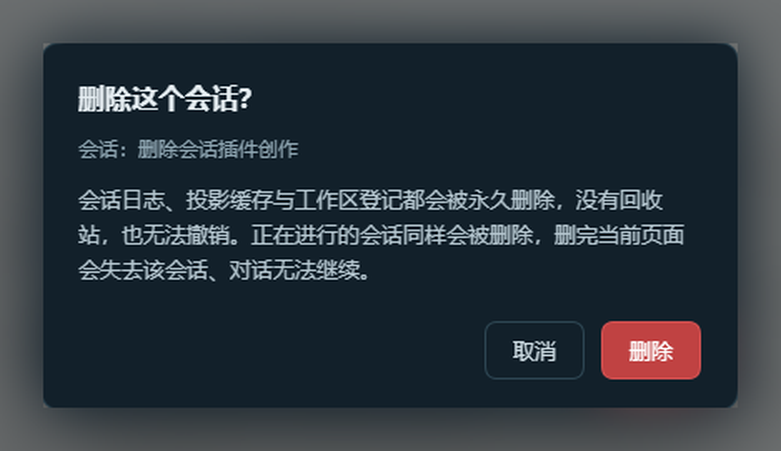 删除这个会话?
会话：删除会话插件创作
会话日志、投影缓存与工作区登记都会被永久删除，没有回收
站，也无法撤销。正在进行的会话同样会被删除，删完当前页面
会失去该会话、对话无法继续。
取消
删除